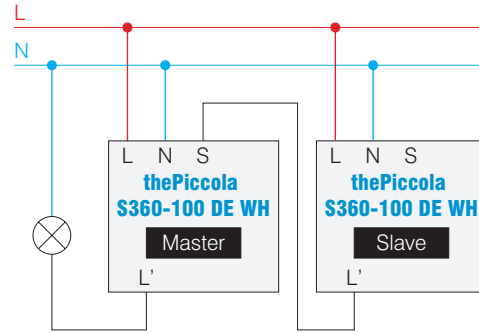 L
N
L N S
thePiccola
S360-100 DE WH
Master
L’
L N S
thePiccola
S360-100 DE WH
Slave
L’